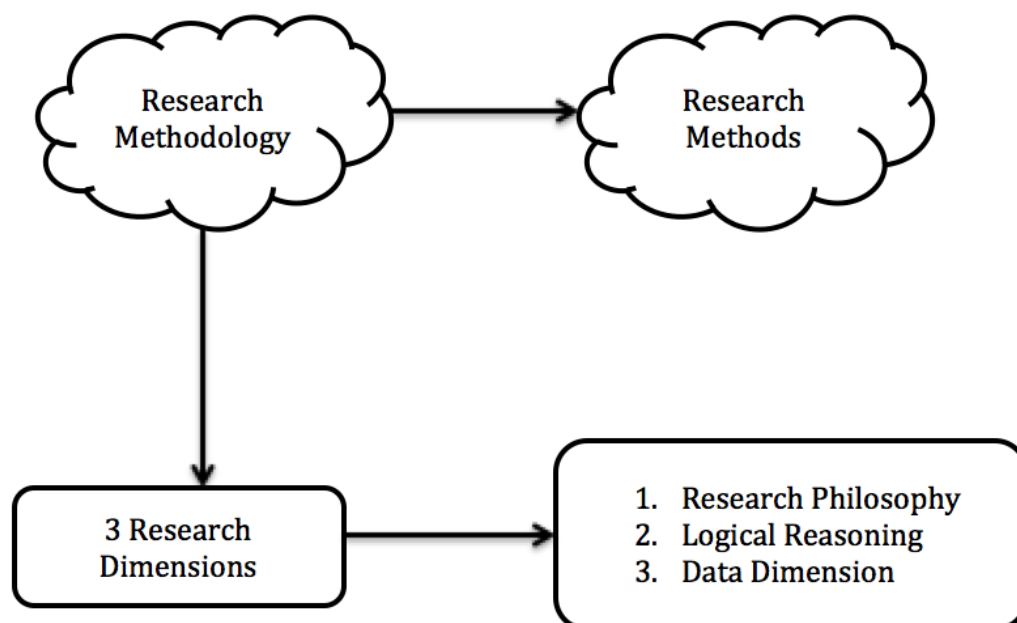 Research
Methodology
Research
Methods
3 Research
Dimensions
1. Research Philosophy
2. Logical Reasoning
3. Data Dimension